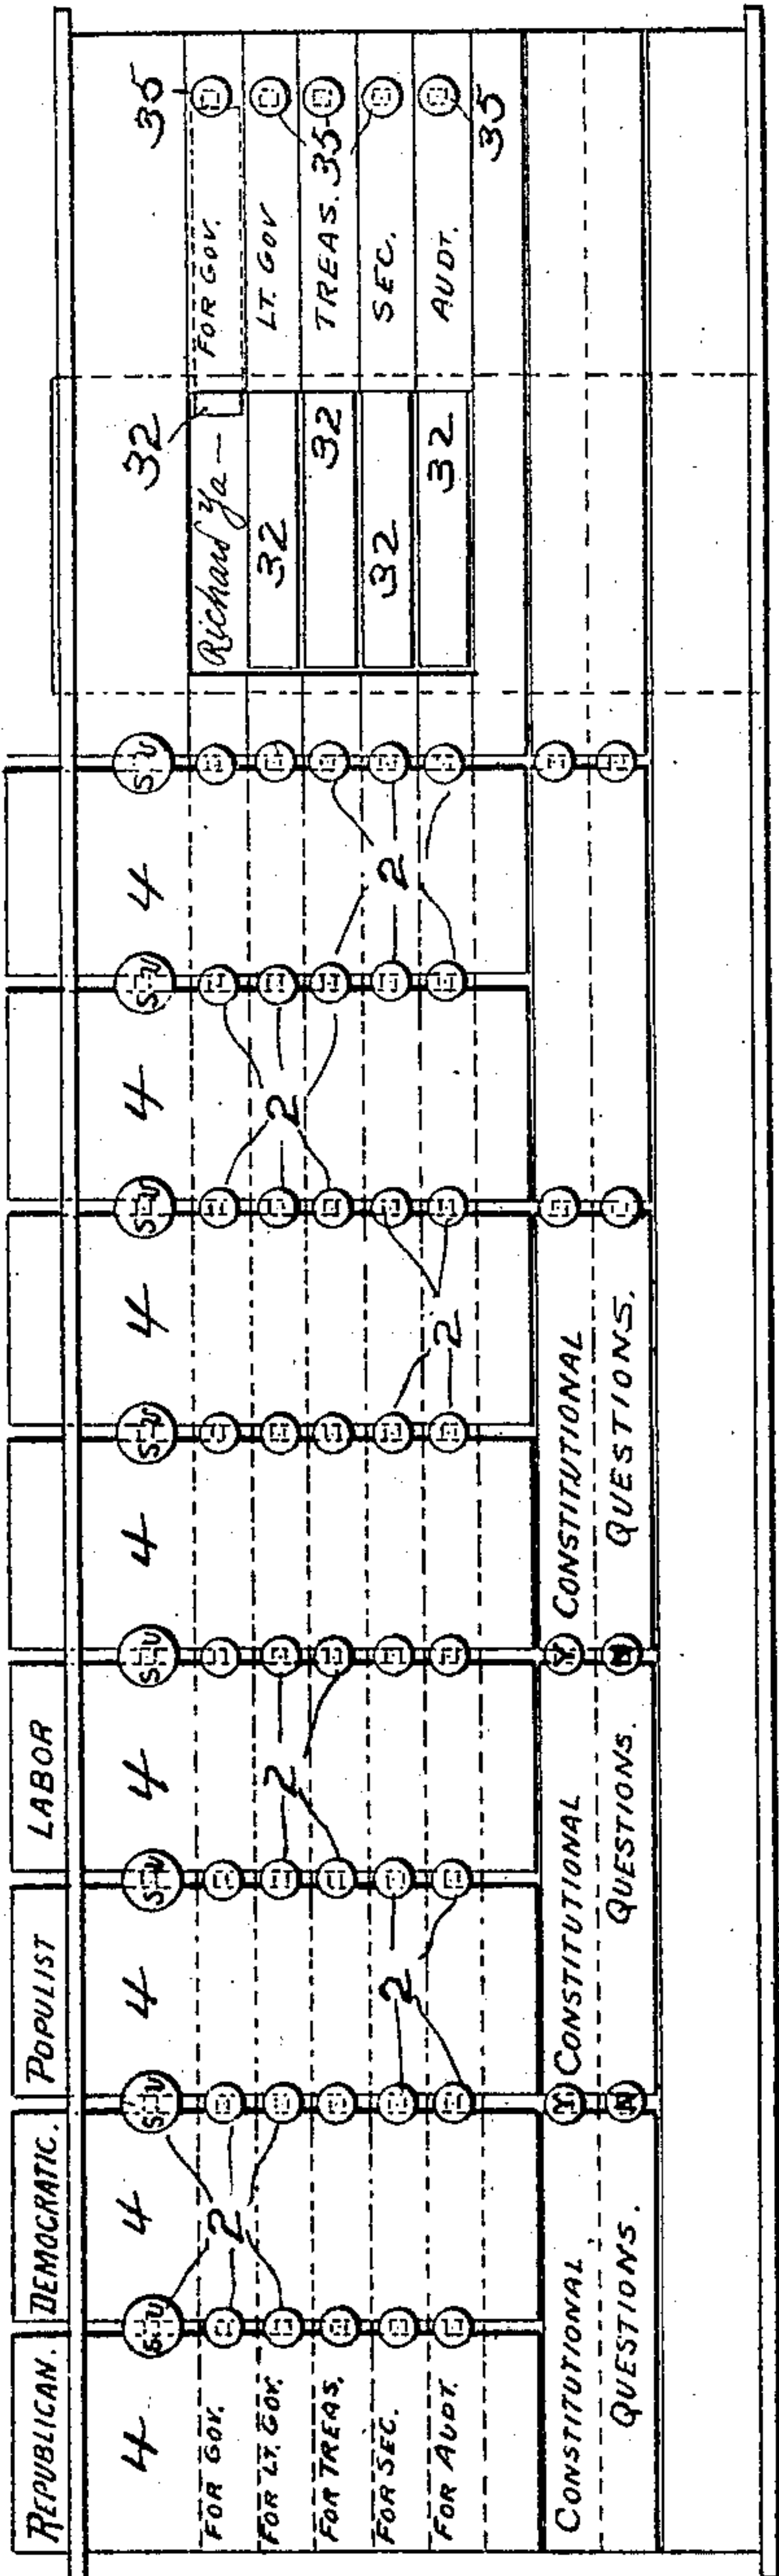 REPUBLICAN. DEMOCRATIC. POPULIST LABOR
4 S U 4 S U 4 S U 4 S U 4 S U 4 S U 4 S U 4 S U 32 35
FOR GOV. 2 Richard Ya — FOR GOV.
FOR LT. GOV. 2 2 32 LT. GOV
FOR TREAS. 32 TREAS. 35
FOR SEC. 2 2 32 SEC.
FOR AUDT. 2 32 AUDT. 35
CONSTITUTIONAL Y CONSTITUTIONAL Y CONSTITUTIONAL
QUESTIONS. N QUESTIONS. N QUESTIONS.